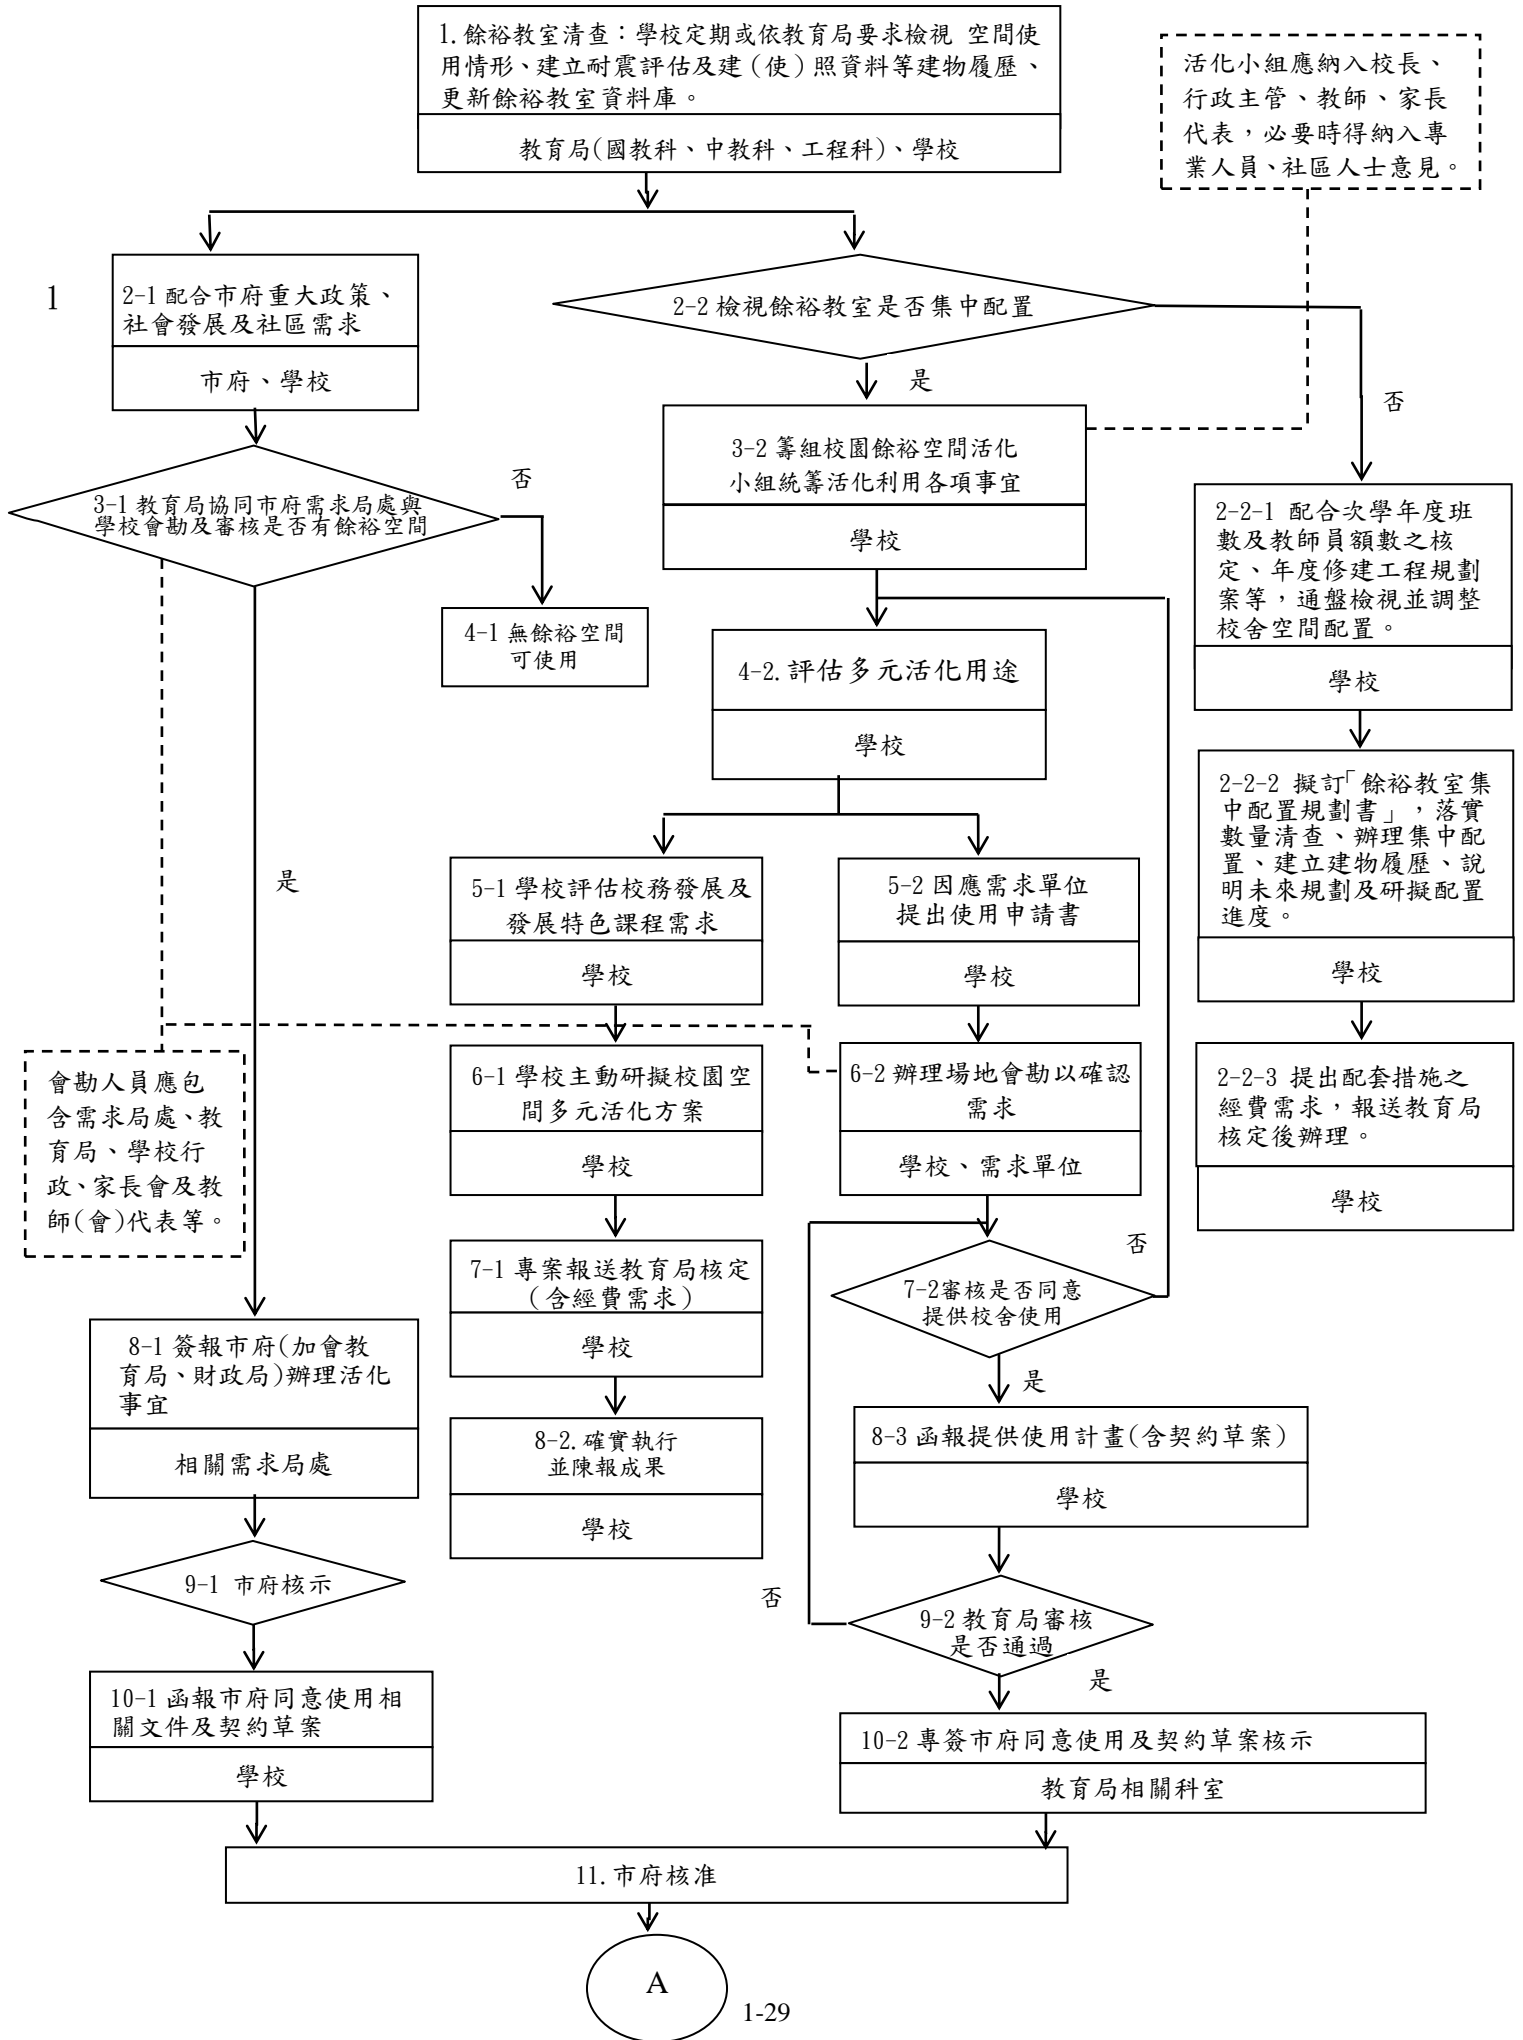 1.餘裕教室清查：學校定期或依教育局要求檢視 空間使
用情形、建立耐震評估及建(使)照資料等建物履歷、
更新餘裕教室資料庫。
教育局(國教科、中教科、工程科)、學校
活化小組應納入校長、
行政主管、教師、家長
代表，必要時得納入專
業人員、社區人士意見。
1
2-1 配合市府重大政策、
社會發展及社區需求
市府、學校
2-2 檢視餘裕教室是否集中配置
是
否
3-1 教育局協同市府需求局處與
學校會勘及審核是否有餘裕空間
否
3-2 籌組校園餘裕空間活化
小組統籌活化利用各項事宜
學校
2-2-1 配合次學年度班
數及教師員額數之核
定、年度修建工程規劃
案等，通盤檢視並調整
校舍空間配置。
學校
4-1 無餘裕空間
可使用
4-2.評估多元活化用途
學校
2-2-2 擬訂「餘裕教室集
中配置規劃書」，落實
數量清查、辦理集中配
置、建立建物履歷、說
明未來規劃及研擬配置
進度。
學校
是
5-1 學校評估校務發展及
發展特色課程需求
學校
5-2 因應需求單位
提出使用申請書
學校
會勘人員應包
含需求局處、教
育局、學校行
政、家長會及教
師(會)代表等。
6-1 學校主動研擬校園空
間多元活化方案
學校
6-2 辦理場地會勘以確認
需求
學校、需求單位
2-2-3 提出配套措施之
經費需求，報送教育局
核定後辦理。
學校
7-1 專案報送教育局核定
(含經費需求)
學校
7-2審核是否同意
提供校舍使用
否
是
8-1 簽報市府(加會教
育局、財政局)辦理活化
事宜
相關需求局處
8-2.確實執行
並陳報成果
學校
8-3 函報提供使用計畫(含契約草案)
學校
9-1 市府核示
9-2 教育局審核
是否通過
否
是
10-1 函報市府同意使用相
關文件及契約草案
學校
10-2 專簽市府同意使用及契約草案核示
教育局相關科室
11.市府核准
A
1-29